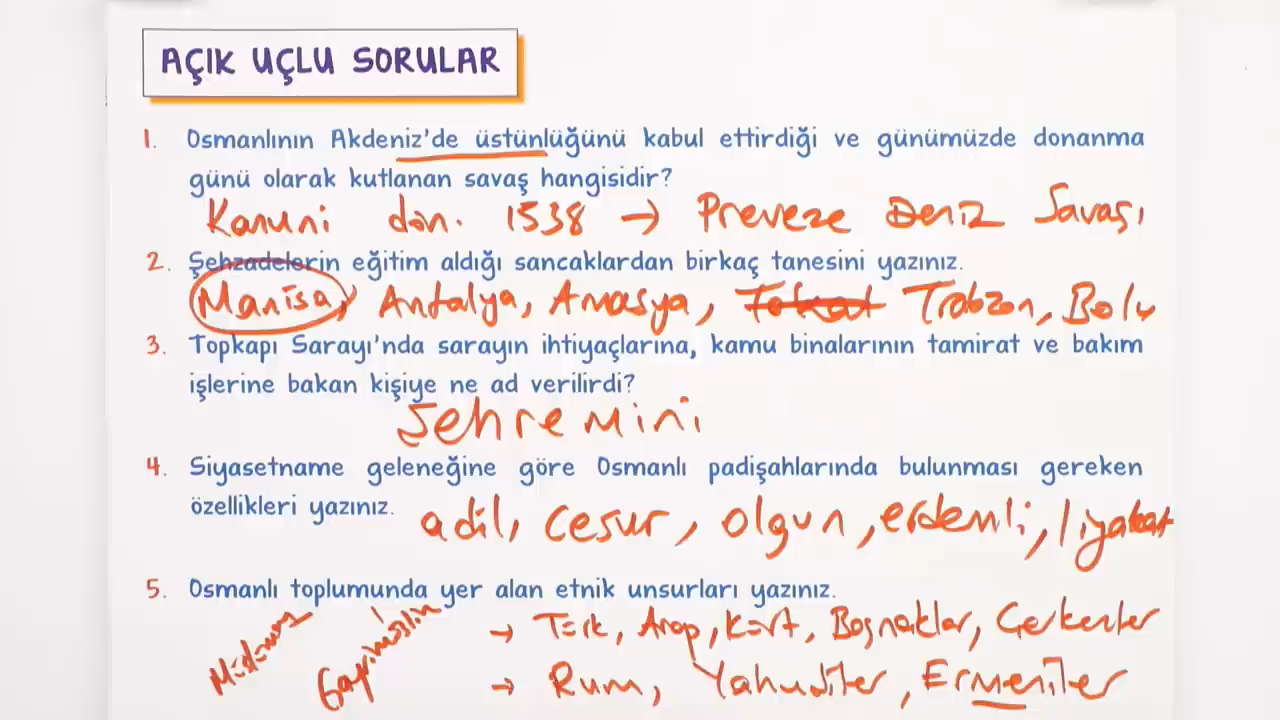 AÇIK UÇLU SORULAR
1. Osmanlının Akdeniz'de üstünlüğünü kabul ettirdiği ve günümüzde donanma
günü olarak kutlanan savaş hangisidir?
Kanuni dön. 1538 → Preveze Deniz Savaşı
2. Şehzadelerin eğitim aldığı sancaklardan birkaç tanesini yazınız.
Manisa, Antalya, Amasya, Tokat Trabzon, Bolu
3. Topkapı Sarayı'nda sarayın ihtiyaçlarına, kamu binalarının tamirat ve bakım
işlerine bakan kişiye ne ad verilirdi?
Şehremini
4. Siyasetname geleneğine göre Osmanlı padişahlarında bulunması gereken
özellikleri yazınız.
adil, cesur, olgun, erdemli, liyakat
5. Osmanlı toplumunda yer alan etnik unsurları yazınız.
Müslüman → Türk, Arap, Kürt, Boşnaklar, Çerkezler
Gayrimüslim → Rum, Yahudiler, Ermeniler